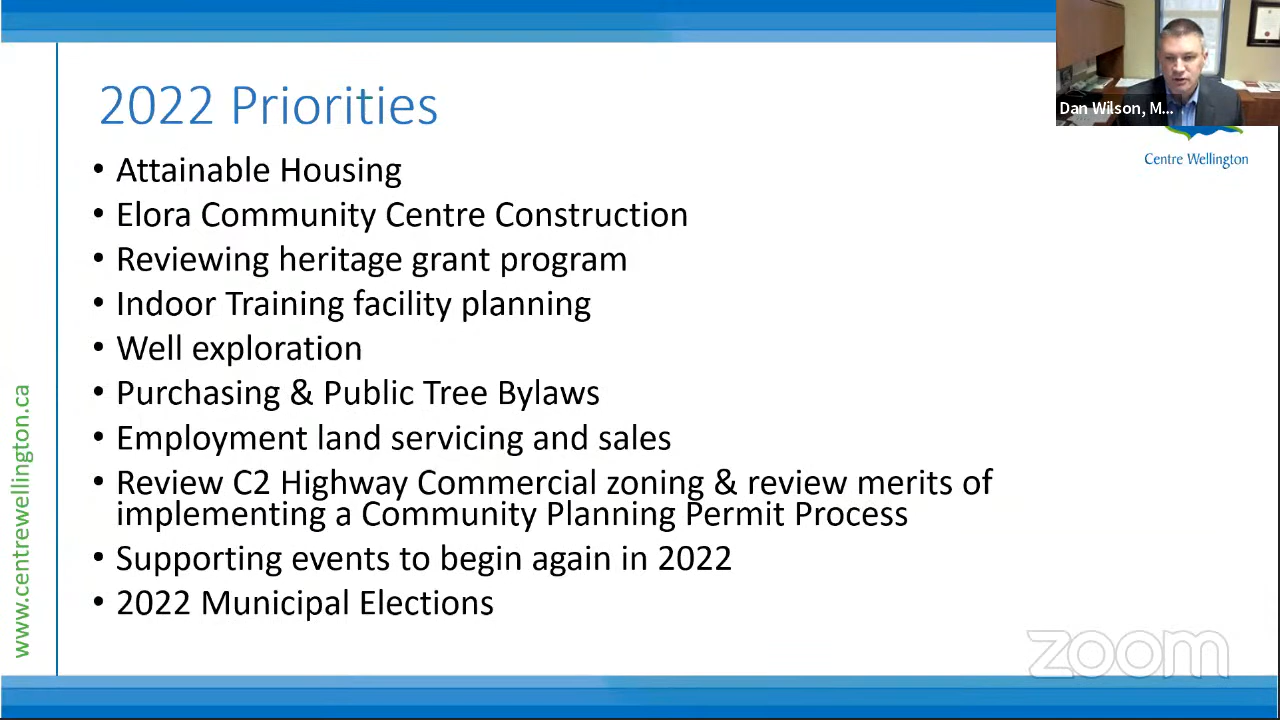 2022 Priorities
Dan Wilson, M...
Centre Wellington
• Attainable Housing
• Elora Community Centre Construction
• Reviewing heritage grant program
• Indoor Training facility planning
• Well exploration
• Purchasing & Public Tree Bylaws
• Employment land servicing and sales
• Review C2 Highway Commercial zoning & review merits of
implementing a Community Planning Permit Process
• Supporting events to begin again in 2022
• 2022 Municipal Elections
www.centrewellington.ca
zoom